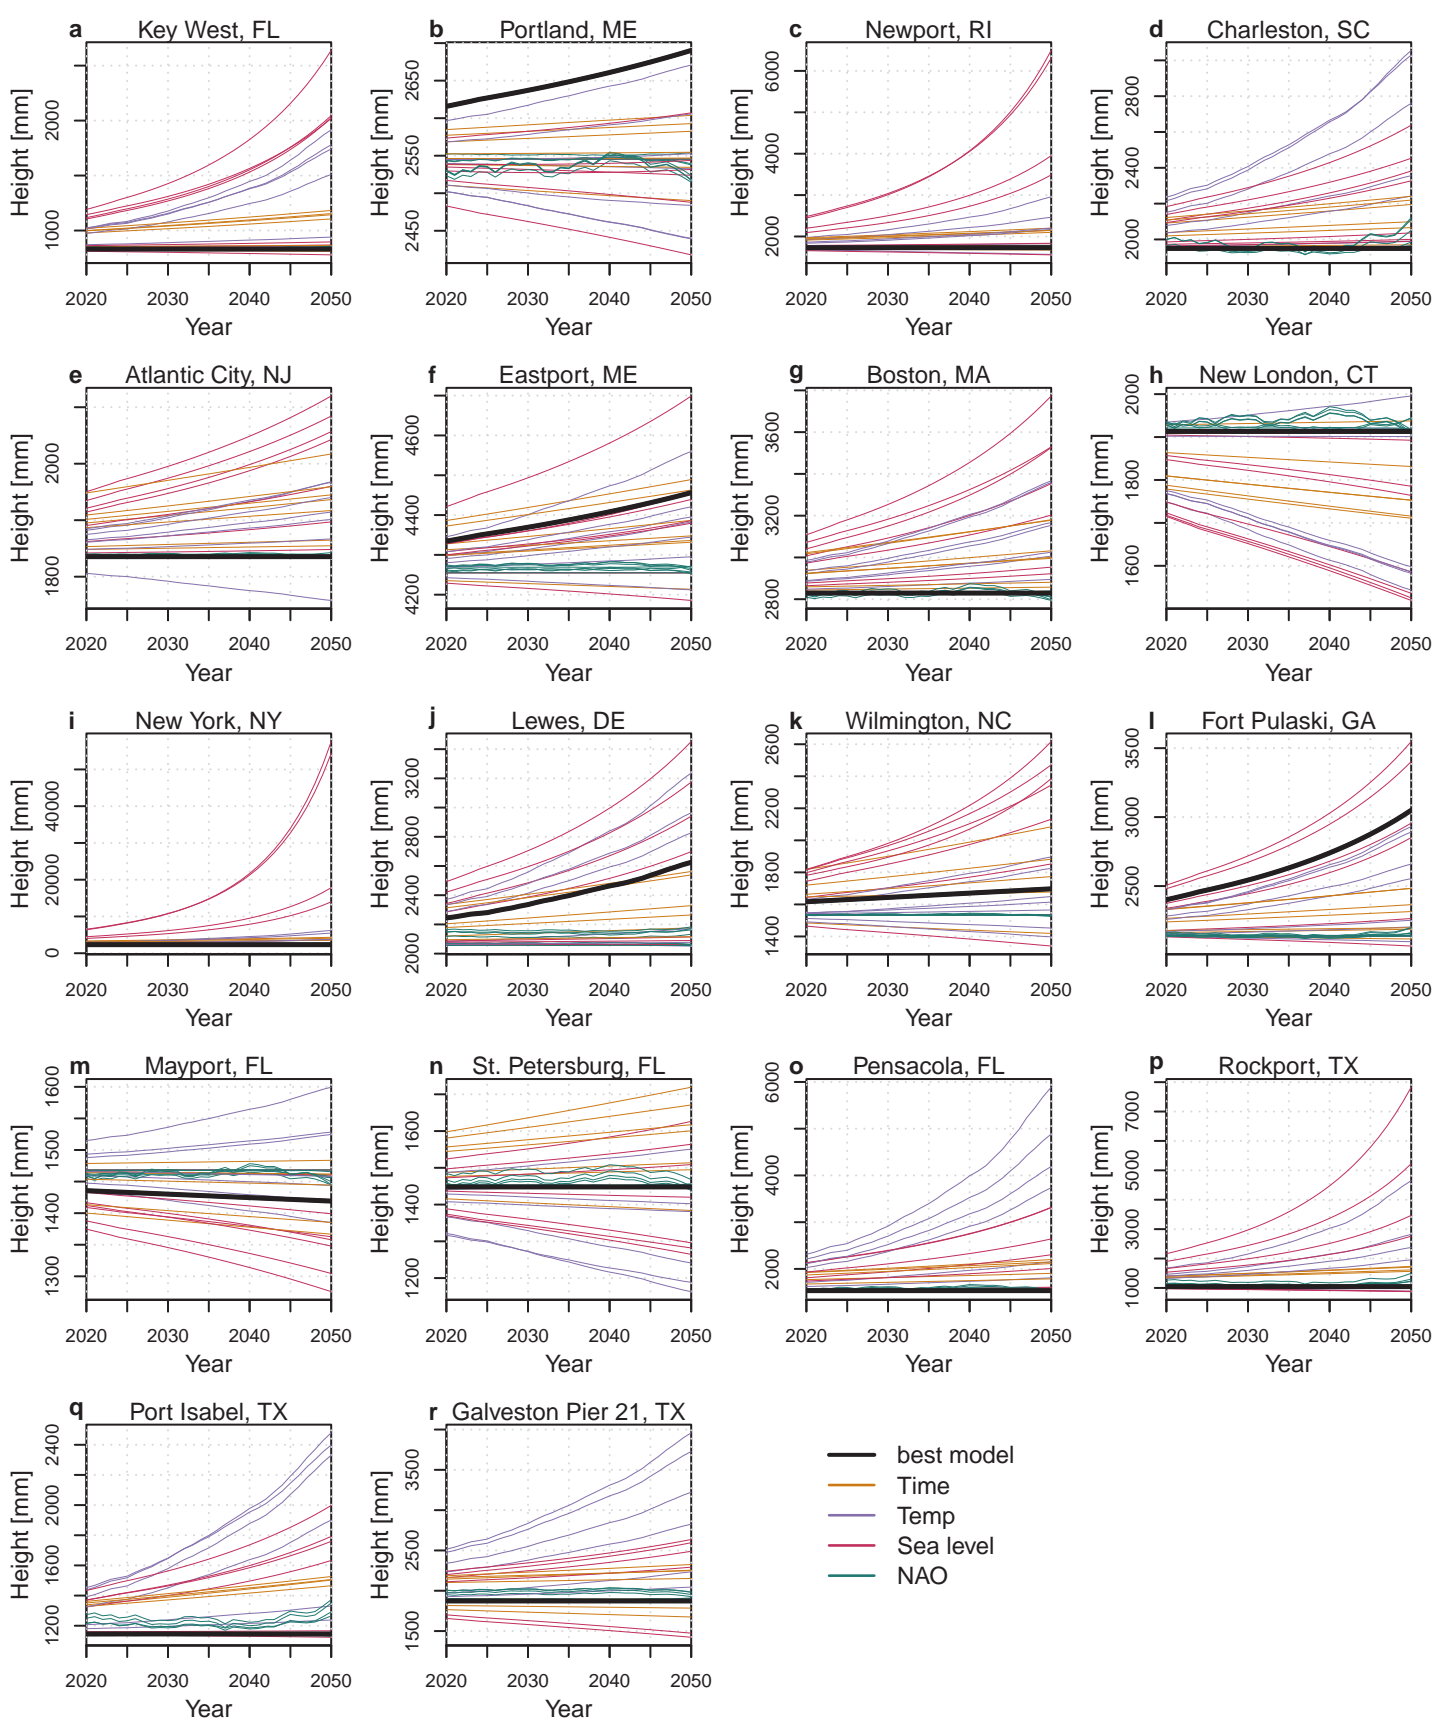 a Key West, FL
Height [mm]
1000 2000
2020 2030 2040 2050
Year
b Portland, ME
Height [mm]
2450 2550 2650
2020 2030 2040 2050
Year
c Newport, RI
Height [mm]
2000 4000 6000
2020 2030 2040 2050
Year
d Charleston, SC
Height [mm]
2000 2400 2800
2020 2030 2040 2050
Year
e Atlantic City, NJ
Height [mm]
1800 2000
2020 2030 2040 2050
Year
f Eastport, ME
Height [mm]
4200 4400 4600
2020 2030 2040 2050
Year
g Boston, MA
Height [mm]
2800 3200 3600
2020 2030 2040 2050
Year
h New London, CT
Height [mm]
1600 1800 2000
2020 2030 2040 2050
Year
i New York, NY
Height [mm]
0 20000 40000
2020 2030 2040 2050
Year
j Lewes, DE
Height [mm]
2000 2400 2800 3200
2020 2030 2040 2050
Year
k Wilmington, NC
Height [mm]
1400 1800 2200 2600
2020 2030 2040 2050
Year
l Fort Pulaski, GA
Height [mm]
2500 3000 3500
2020 2030 2040 2050
Year
m Mayport, FL
Height [mm]
1300 1400 1500 1600
2020 2030 2040 2050
Year
n St. Petersburg, FL
Height [mm]
1200 1400 1600
2020 2030 2040 2050
Year
o Pensacola, FL
Height [mm]
2000 4000 6000
2020 2030 2040 2050
Year
p Rockport, TX
Height [mm]
1000 3000 5000 7000
2020 2030 2040 2050
Year
q Port Isabel, TX
Height [mm]
1200 1600 2000 2400
2020 2030 2040 2050
Year
r Galveston Pier 21, TX
Height [mm]
1500 2500 3500
2020 2030 2040 2050
Year
best model
Time
Temp
Sea level
NAO